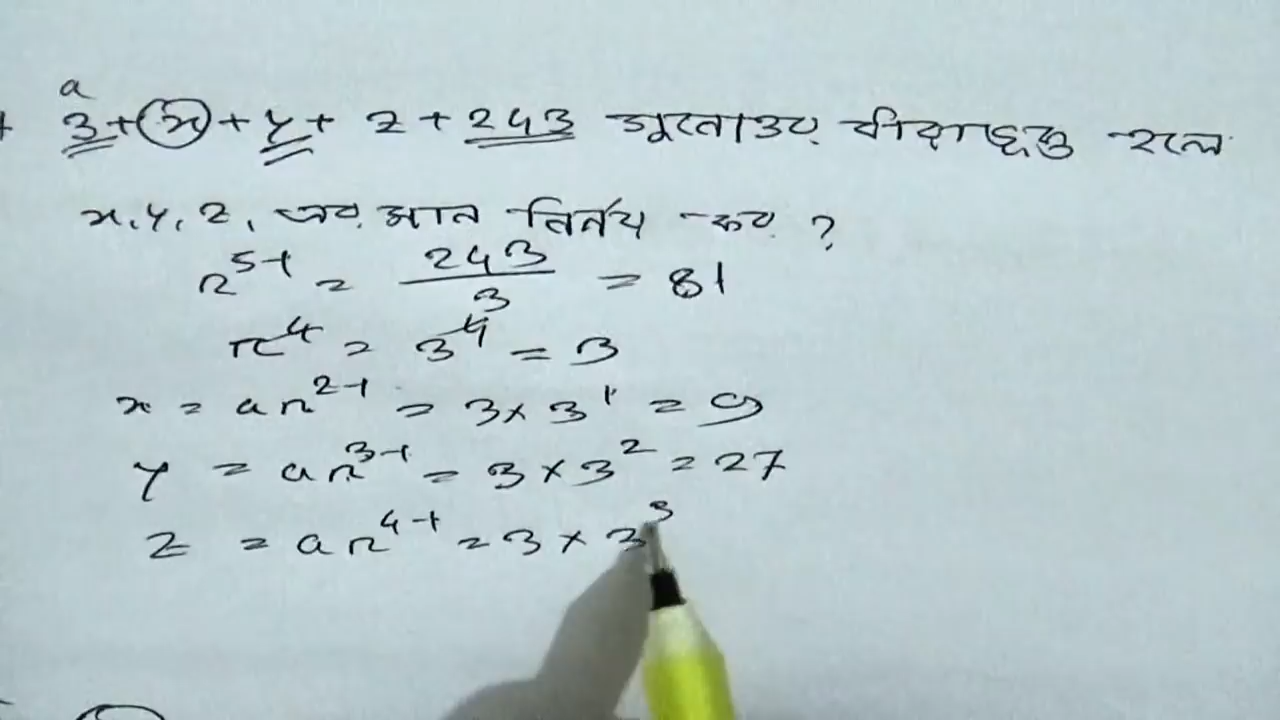 a
3 + x + y + z + 243 গুনোত্তর ধারাভুক্ত হলে
x, y, z, এর মান নির্নয় কর ?
r^5-1 = 243/3 = 81
r^4 = 3^4 = 3
x = ar^2-1 = 3 × 3^1 = 9
y = ar^3-1 = 3 × 3^2 = 27
z = ar^4-1 = 3 × 3^3